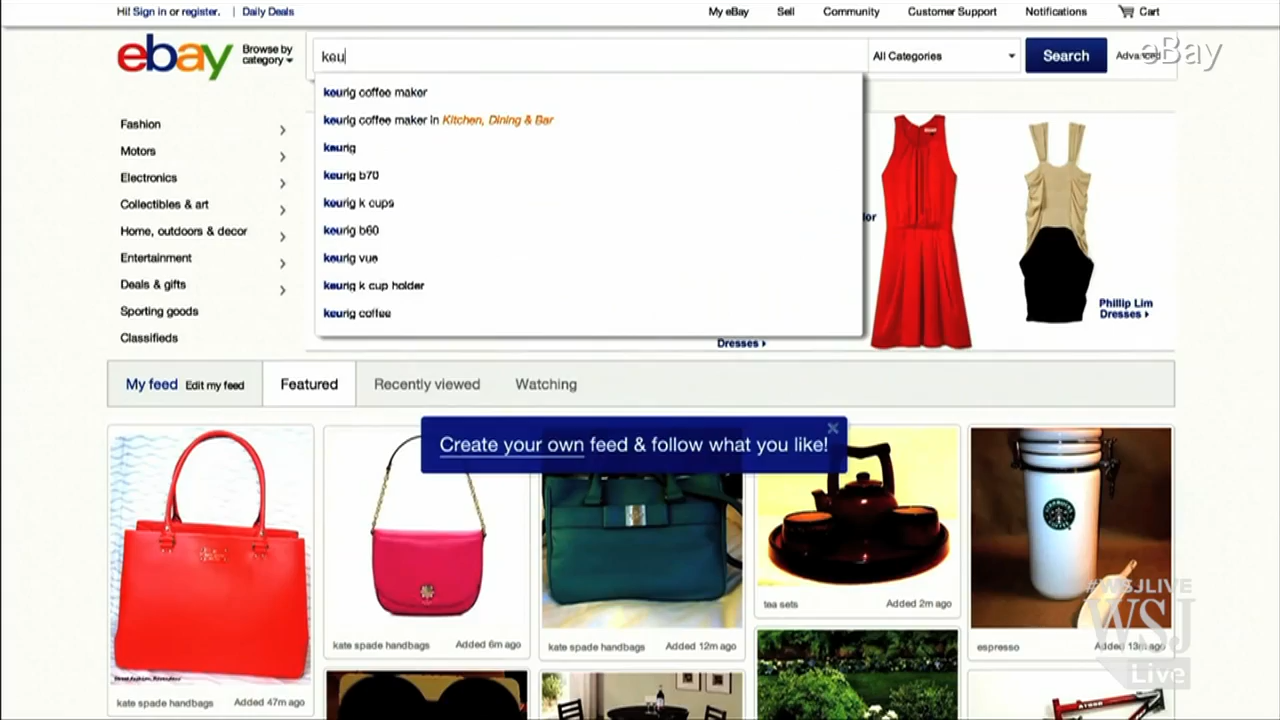 Hi! Sign in or register. | Daily Deals
My eBay Sell Community Customer Support Notifications Cart
ebay
Browse by
category
keu
All Categories
Search
Advanced
eBay
keurig coffee maker
keurig coffee maker in Kitchen, Dining & Bar
keurig
keurig b70
keurig k cups
keurig b60
keurig vue
keurig k cup holder
keurig coffee
Fashion
Motors
Electronics
Collectibles & art
Home, outdoors & decor
Entertainment
Deals & gifts
Sporting goods
Classifieds
Dresses
Phillip Lim
Dresses
My feed Edit my feed
Featured
Recently viewed
Watching
Create your own feed & follow what you like!
kate spade handbags Added 47m ago
kate spade handbags Added 6m ago
kate spade handbags Added 12m ago
tea sets Added 2m ago
STARBUCKS
espresso Added 13m ago
#WSJLIVE
WSJ
Live